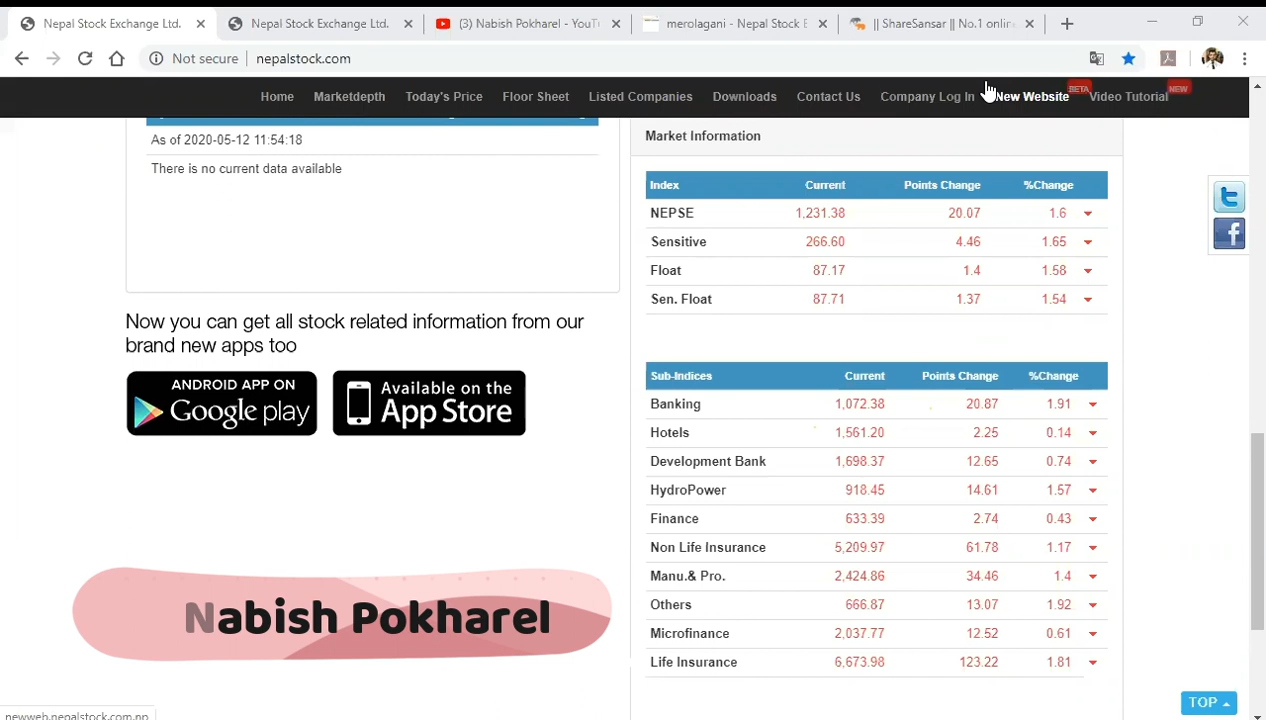 Nepal Stock Exchange Ltd.
Nepal Stock Exchange Ltd.
(3) Nabish Pokharel - YouT
merolagani - Nepal Stock E
|| ShareSansar || No.1 onlin
Not secure | nepalstock.com
Home Marketdepth Today's Price Floor Sheet Listed Companies Downloads Contact Us Company Log In New Website BETA Video Tutorial NEW
As of 2020-05-12 11:54:18
There is no current data available
Now you can get all stock related information from our
brand new apps too
ANDROID APP ON
Google play
Available on the
App Store
Nabish Pokharel
Market Information
Index Current Points Change %Change
NEPSE 1,231.38 20.07 1.6
Sensitive 266.60 4.46 1.65
Float 87.17 1.4 1.58
Sen. Float 87.71 1.37 1.54
Sub-Indices Current Points Change %Change
Banking 1,072.38 20.87 1.91
Hotels 1,561.20 2.25 0.14
Development Bank 1,698.37 12.65 0.74
HydroPower 918.45 14.61 1.57
Finance 633.39 2.74 0.43
Non Life Insurance 5,209.97 61.78 1.17
Manu.& Pro. 2,424.86 34.46 1.4
Others 666.87 13.07 1.92
Microfinance 2,037.77 12.52 0.61
Life Insurance 6,673.98 123.22 1.81
TOP
newweb.nepalstock.com.np